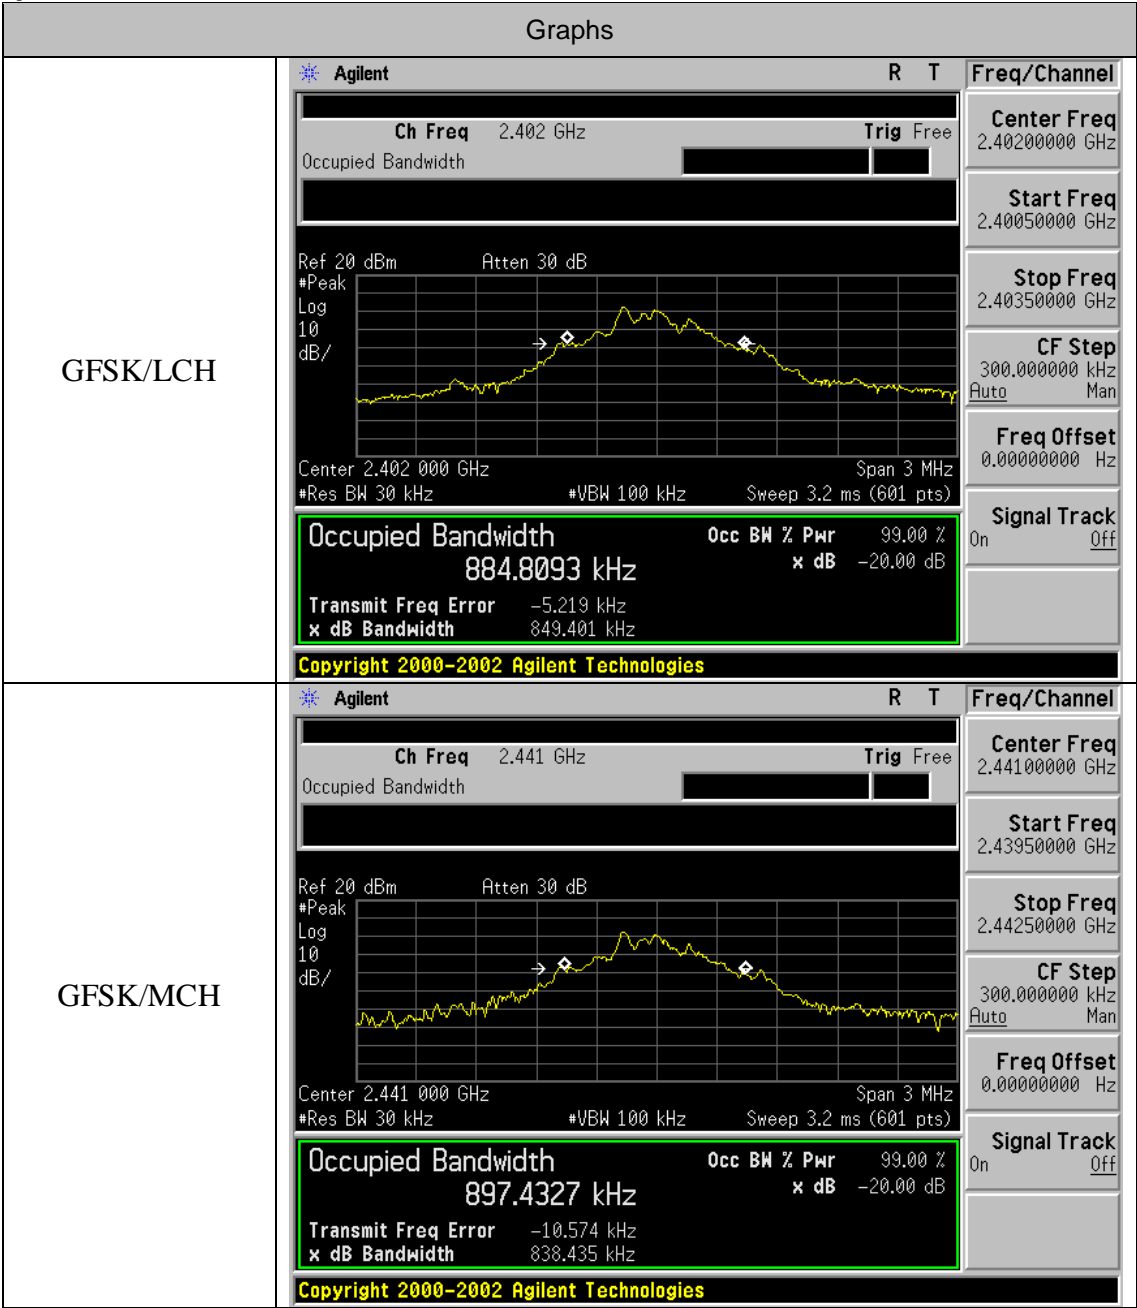 Graphs
GFSK/LCH
Agilent R T Freq/Channel
Ch Freq 2.402 GHz Trig Free
Occupied Bandwidth
Center Freq
2.40200000 GHz
Start Freq
2.40050000 GHz
Stop Freq
2.40350000 GHz
CF Step
300.000000 kHz
Auto Man
Freq Offset
0.00000000 Hz
Signal Track
On Off
Ref 20 dBm Atten 30 dB
#Peak
Log
10
dB/
Center 2.402 000 GHz Span 3 MHz
#Res BW 30 kHz #VBW 100 kHz Sweep 3.2 ms (601 pts)
Occupied Bandwidth Occ BW % Pwr 99.00 %
884.8093 kHz x dB -20.00 dB
Transmit Freq Error -5.219 kHz
x dB Bandwidth 849.401 kHz
Copyright 2000-2002 Agilent Technologies
GFSK/MCH
Agilent R T Freq/Channel
Ch Freq 2.441 GHz Trig Free
Occupied Bandwidth
Center Freq
2.44100000 GHz
Start Freq
2.43950000 GHz
Stop Freq
2.44250000 GHz
CF Step
300.000000 kHz
Auto Man
Freq Offset
0.00000000 Hz
Signal Track
On Off
Ref 20 dBm Atten 30 dB
#Peak
Log
10
dB/
Center 2.441 000 GHz Span 3 MHz
#Res BW 30 kHz #VBW 100 kHz Sweep 3.2 ms (601 pts)
Occupied Bandwidth Occ BW % Pwr 99.00 %
897.4327 kHz x dB -20.00 dB
Transmit Freq Error -10.574 kHz
x dB Bandwidth 838.435 kHz
Copyright 2000-2002 Agilent Technologies